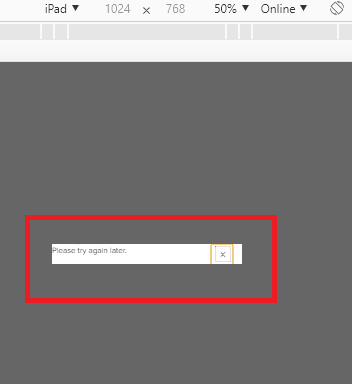 iPad ▼ 1024 × 768 50% ▼ Online ▼
Please try again later. x